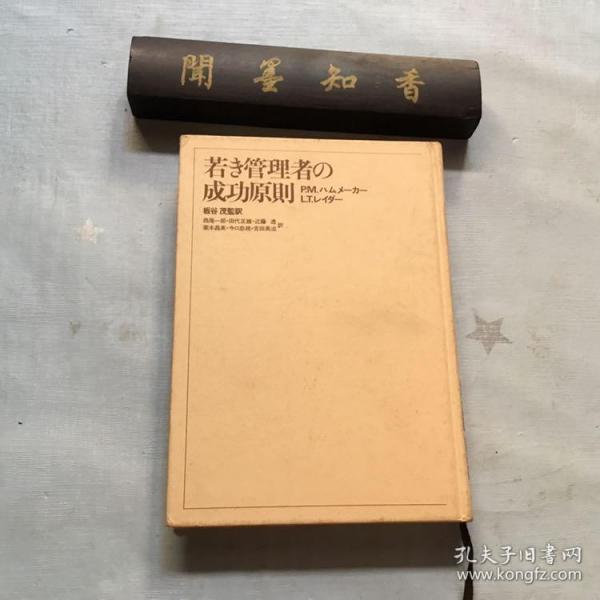 聞墨知香
若き管理者の
成功原則
P.M.ハムメーカー
L.T.レイダー
板谷 茂監訳
訳
孔夫子旧书网
www.kongfz.com